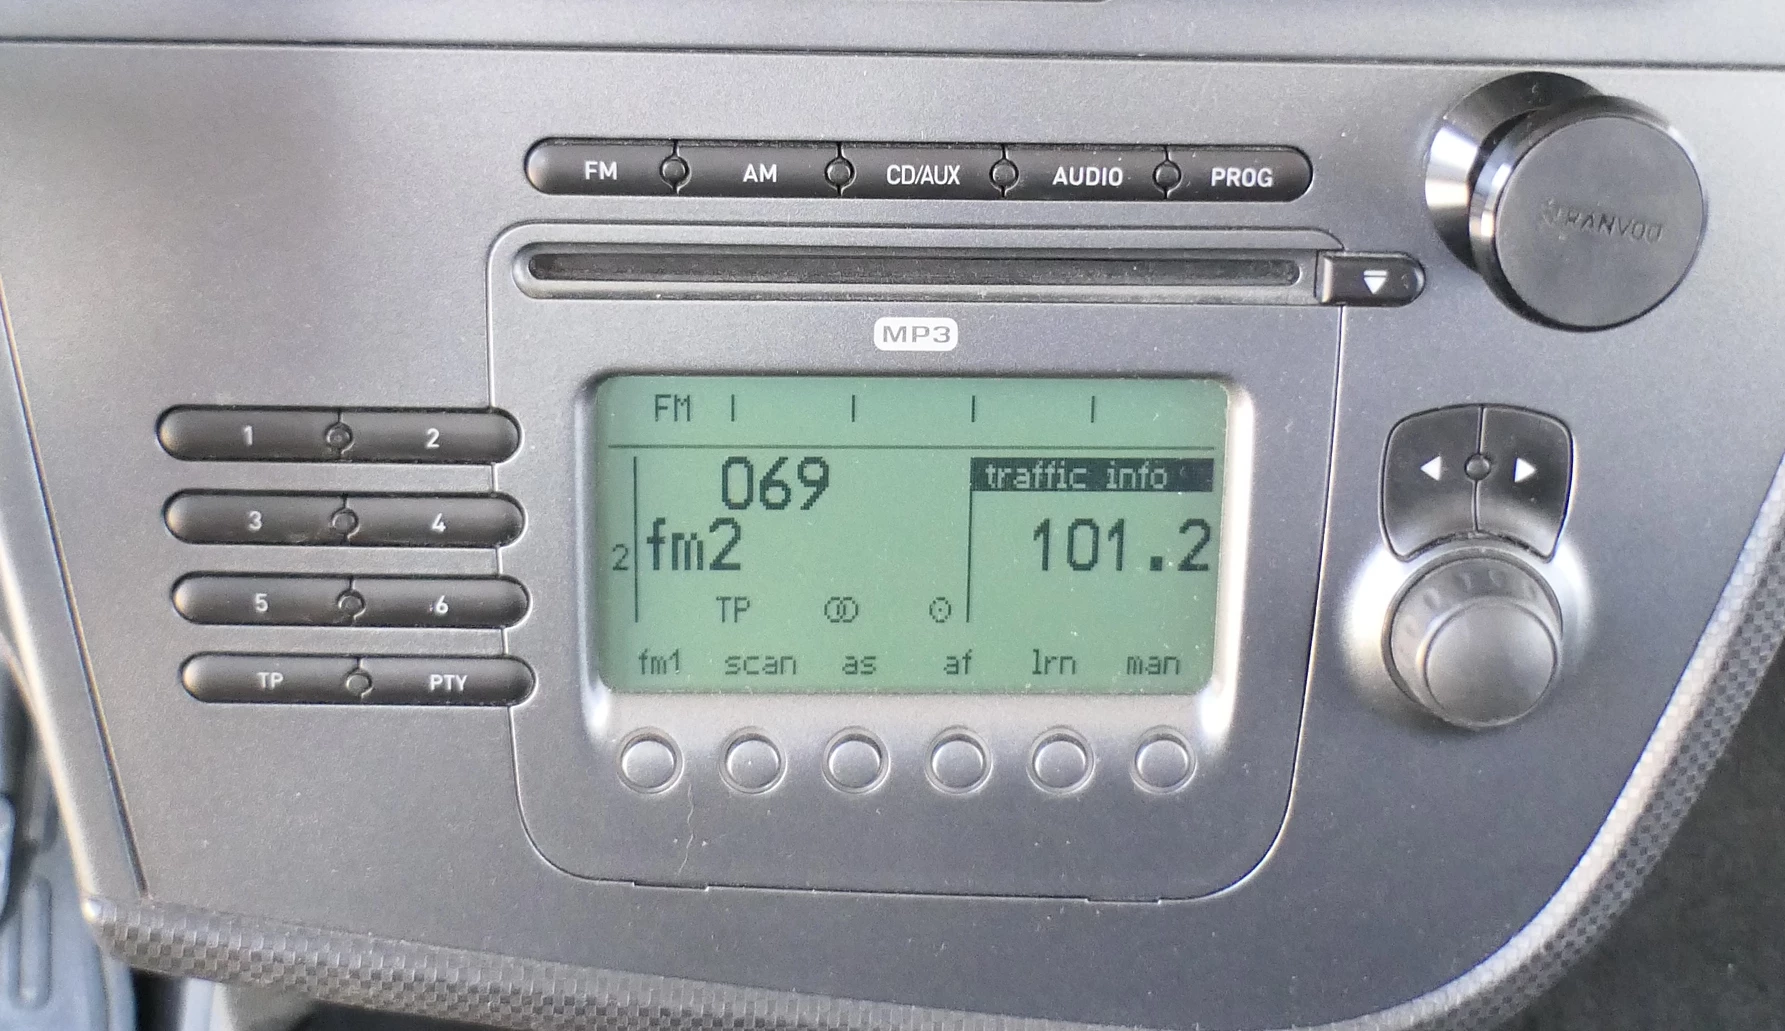 FM AM CD/AUX AUDIO PROG
RANVOO
MP3
FM
069
traffic info
2 fm2
101.2
TP
fm1 scan as af lrn man
1 2
3 4
5 6
TP PTY